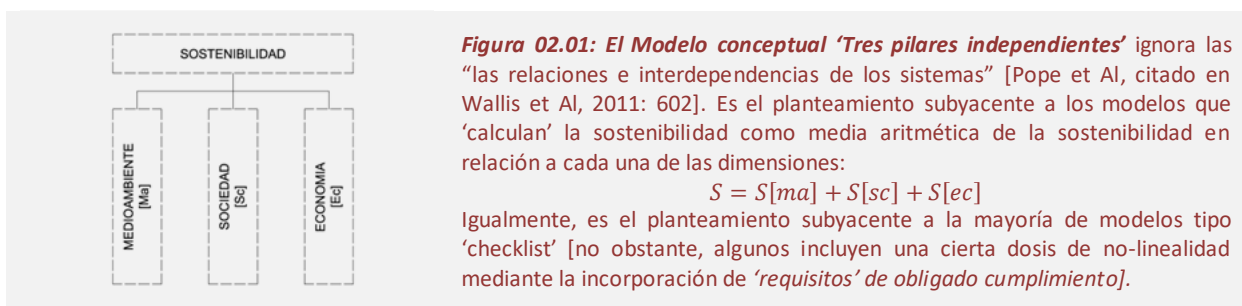 SOSTENIBILIDAD
MEDIOAMBIENTE
[Ma]
SOCIEDAD
[Sc]
ECONOMIA
[Ec]
Figura 02.01: El Modelo conceptual ‘Tres pilares independientes’ ignora las
“las relaciones e interdependencias de los sistemas” [Pope et Al, citado en
Wallis et Al, 2011: 602]. Es el planteamiento subyacente a los modelos que
‘calculan’ la sostenibilidad como media aritmética de la sostenibilidad en
relación a cada una de las dimensiones:
S = S[ma] + S[sc] + S[ec]
Igualmente, es el planteamiento subyacente a la mayoría de modelos tipo
‘checklist’ [no obstante, algunos incluyen una cierta dosis de no-linealidad
mediante la incorporación de ‘requisitos’ de obligado cumplimiento].